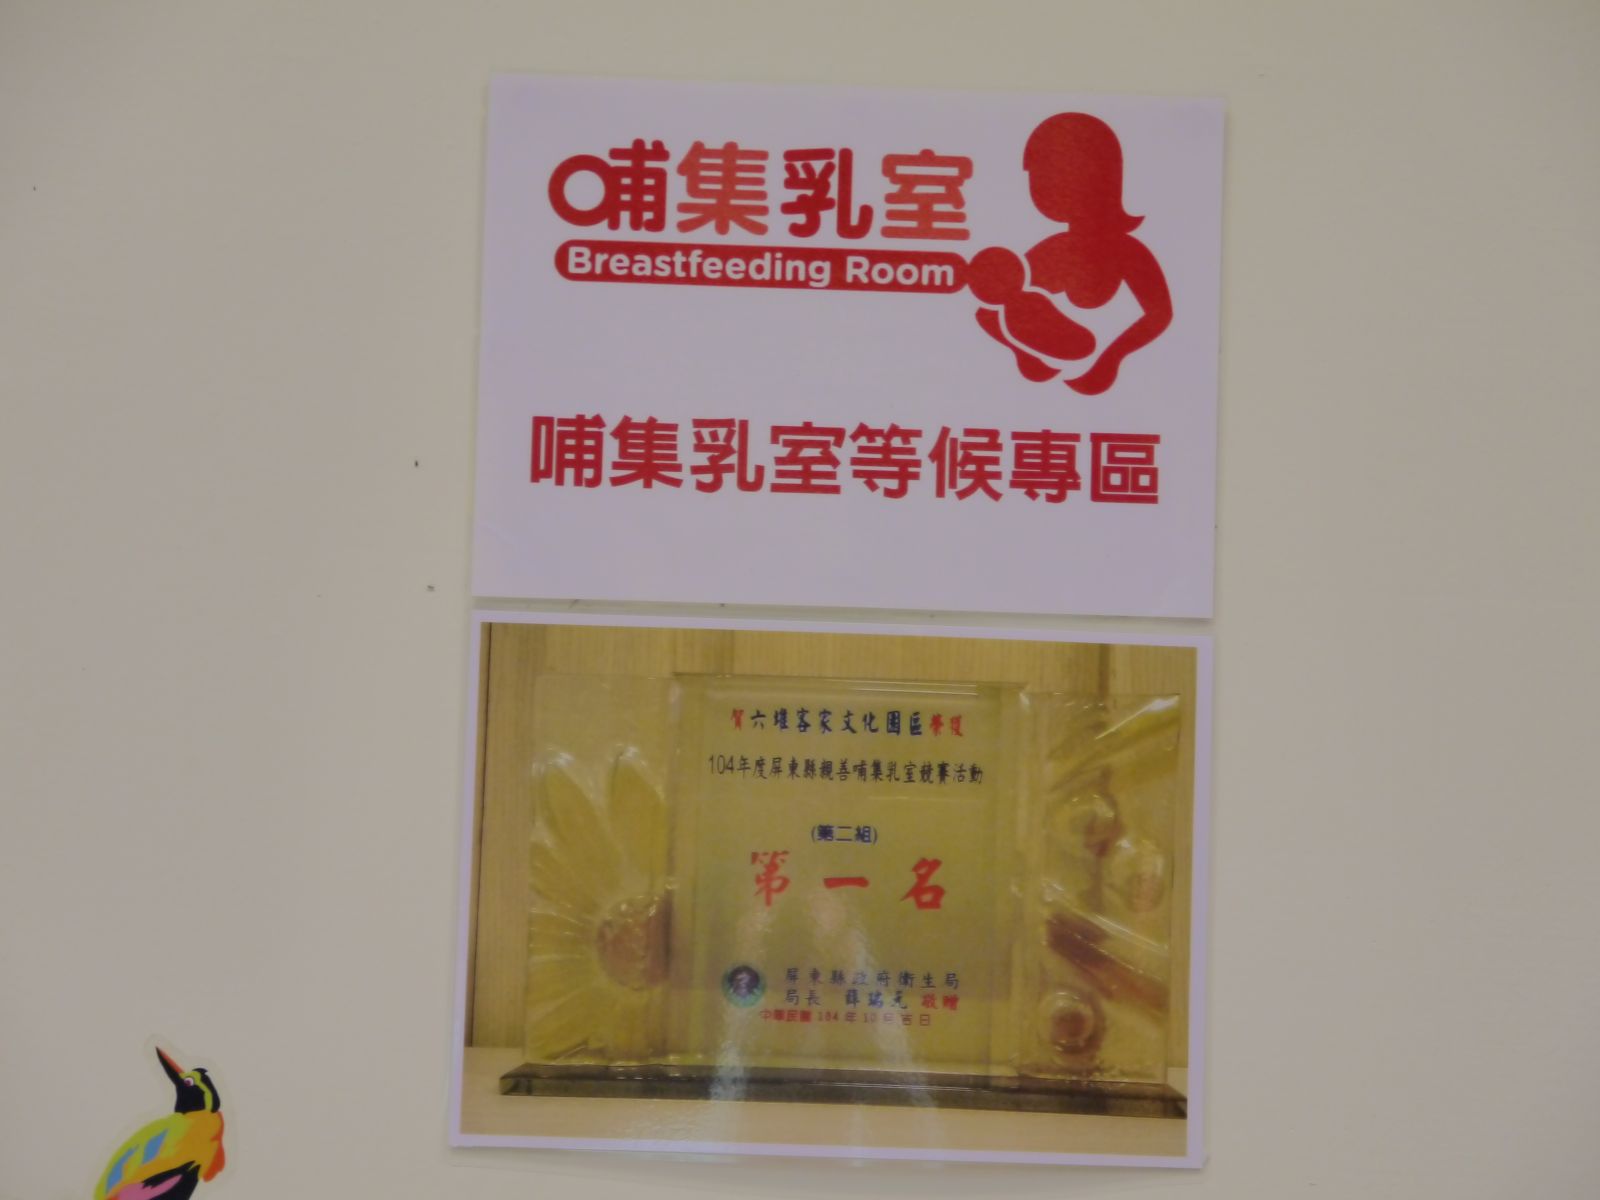 哺集乳室
Breastfeeding Room
哺集乳室等候專區
賀六堆客家文化園區榮獲
104年度屏東縣親善哺集乳室競賽活動
(第二組)
第一名
屏東縣政府衛生局
局長 薛瑞元 敬贈
中華民國 104 年 10 月 吉 日